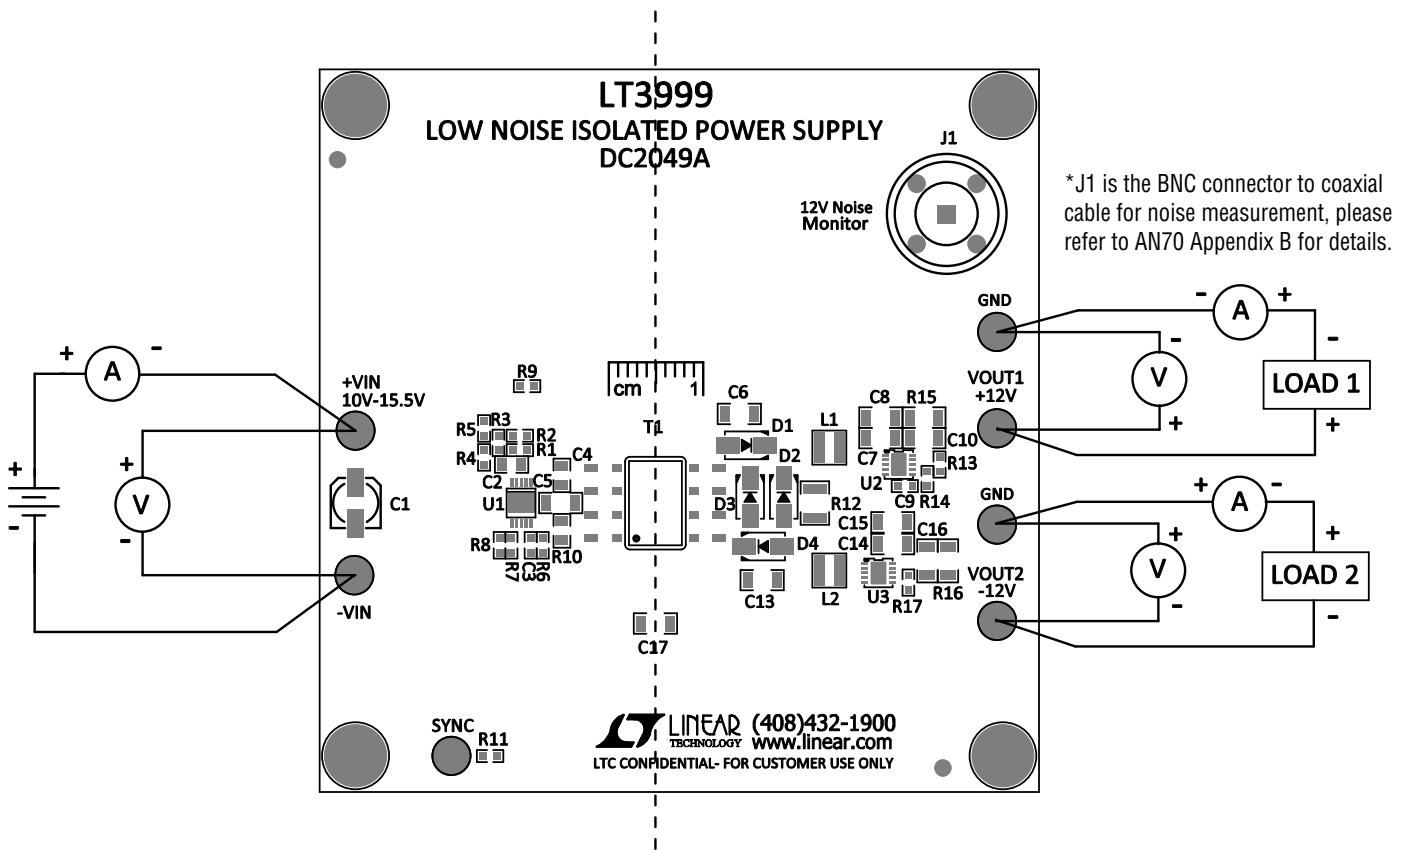 LT3999
LOW NOISE ISOLATED POWER SUPPLY
DC2049A
J1
12V Noise
Monitor
*J1 is the BNC connector to coaxial
cable for noise measurement, please
refer to AN70 Appendix B for details.
+ A -
+VIN
10V-15.5V
+ V -
+
-
C1
-VIN
R9
R5
R3
R2
R1
R4
C2
U1
C5
C4
R8
R7
C3
R6
R10
cm 1
T1
C17
C6
D1
D2
D3
D4
R12
C13
L1
L2
C8
R15
C7
C10
U2
R13
C9
R14
C15
C14
C16
U3
R17
R16
GND
VOUT1
+12V
- A +
-
V
+
-
LOAD 1
+
GND
VOUT2
-12V
+ A -
+
V
-
+
LOAD 2
-
SYNC
R11
LT LINEAR
TECHNOLOGY
(408)432-1900
www.linear.com
LTC CONFIDENTIAL- FOR CUSTOMER USE ONLY